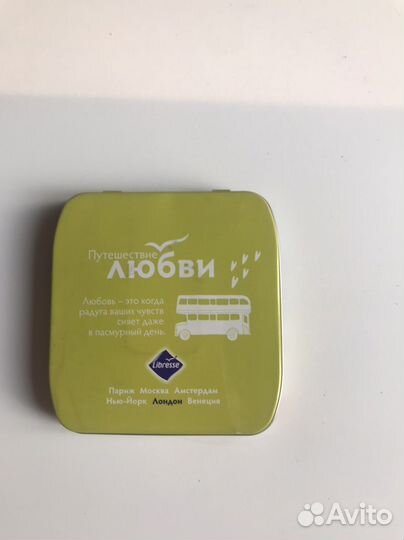 Путешествие
ЛЮБВИ
Любовь – это когда
радуга ваших чувств
сияет даже
в пасмурный день.
Libresse
Париж Москва Амстердам
Нью-Йорк Лондон Венеция
Avito